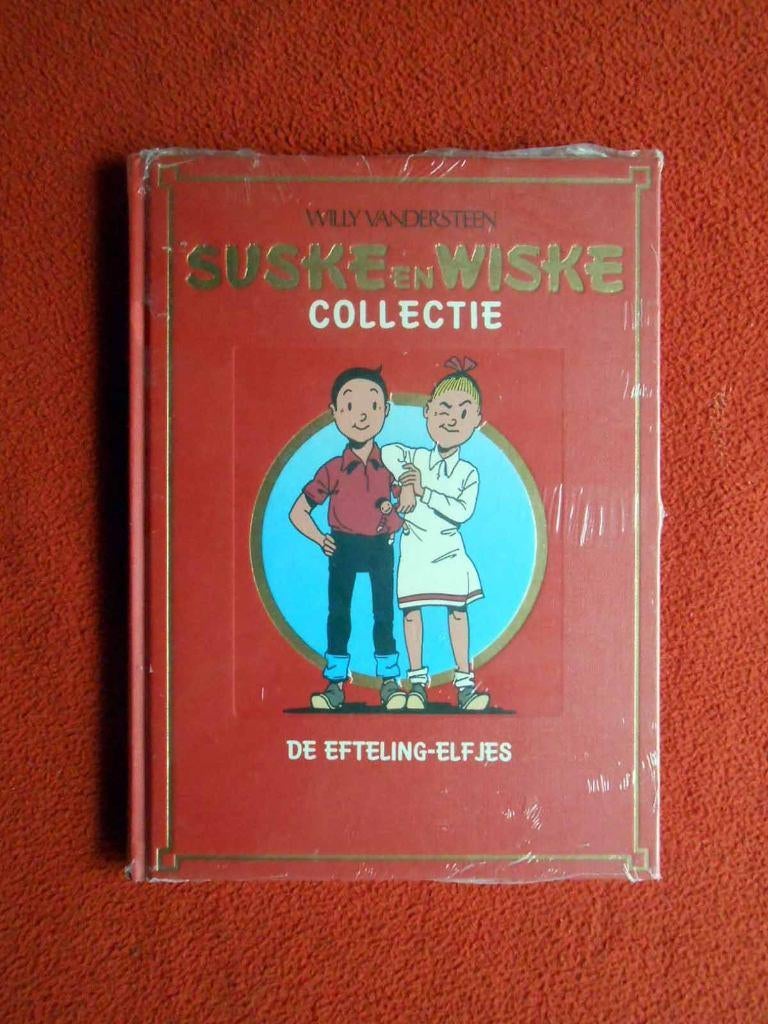 WILLY VANDERSTEEN
SUSKE EN WISKE
COLLECTIE
DE EFTELING-ELFJES